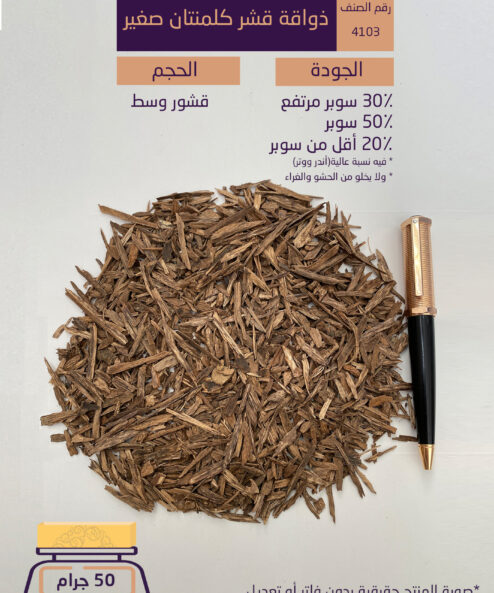 رقم الصنف
4103
ذواقة قشر كلمنتان صغير
الجودة
30٪ سوبر مرتفع
50٪ سوبر
20٪ أقل من سوبر
* فيه نسبة عالية(أندر ووتر)
* ولا يخلو من الحشو والغراء
الحجم
قشور وسط
50 جرام
*صورة المنتج حقيقية بدون فلتر أو تعديل